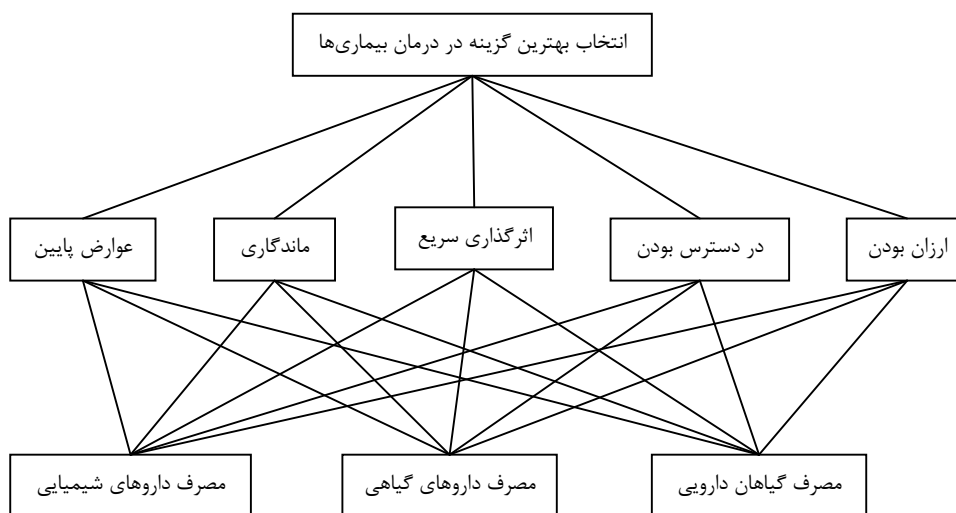 انتخاب بهترین گزینه در درمان بیماری‌ها
ارزان بودن
در دسترس بودن
اثرگذاری سریع
ماندگاری
عوارض پایین
مصرف گیاهان دارویی
مصرف داروهای گیاهی
مصرف داروهای شیمیایی